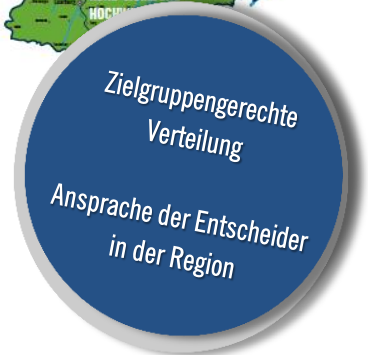 Zielgruppengerechte
Verteilung
Ansprache der Entscheider
in der Region